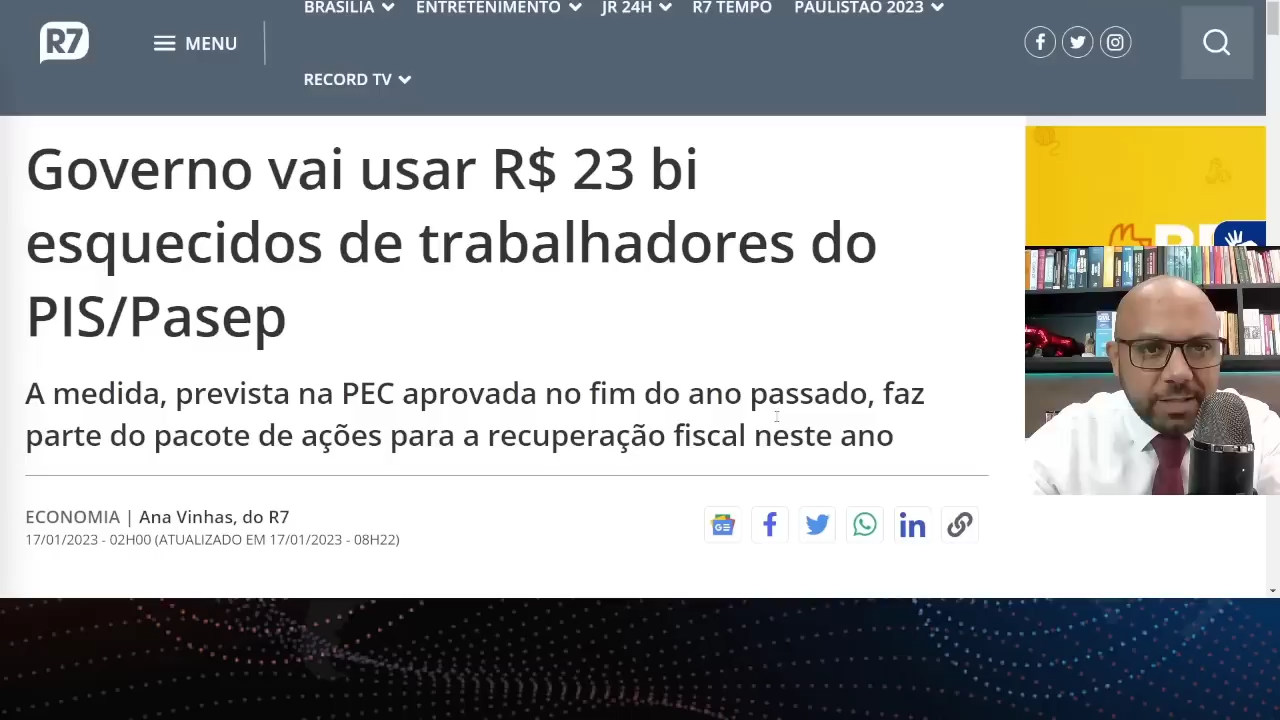 BRASÍLIA ENTRETENIMENTO JR 24H R7 TEMPO PAULISTÃO 2023
R7 MENU
RECORD TV
Governo vai usar R$ 23 bi
esquecidos de trabalhadores do
PIS/Pasep
A medida, prevista na PEC aprovada no fim do ano passado, faz
parte do pacote de ações para a recuperação fiscal neste ano
ECONOMIA | Ana Vinhas, do R7
17/01/2023 - 02H00 (ATUALIZADO EM 17/01/2023 - 08H22)